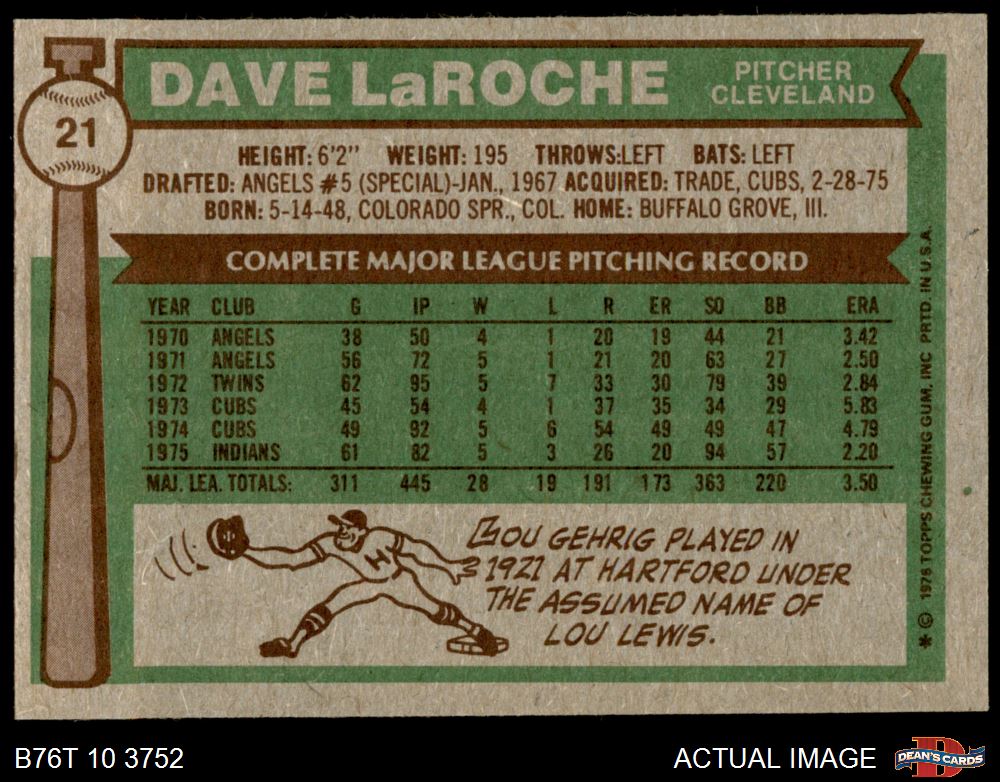 21
DAVE LaROCHE
PITCHER
CLEVELAND
HEIGHT: 6'2" WEIGHT: 195 THROWS:LEFT BATS: LEFT
DRAFTED: ANGELS #5 (SPECIAL)-JAN., 1967 ACQUIRED: TRADE, CUBS, 2-28-75
BORN: 5-14-48, COLORADO SPR., COL. HOME: BUFFALO GROVE, Ill.
COMPLETE MAJOR LEAGUE PITCHING RECORD
YEAR CLUB G IP W L R ER SO BB ERA
1970 ANGELS 38 50 4 1 20 19 44 21 3.42
1971 ANGELS 56 72 5 1 21 20 63 27 2.50
1972 TWINS 62 95 5 7 33 30 79 39 2.84
1973 CUBS 45 54 4 1 37 35 34 29 5.83
1974 CUBS 49 92 5 6 54 49 49 47 4.79
1975 INDIANS 61 82 5 3 26 20 94 57 2.20
MAJ. LEA. TOTALS: 311 445 28 19 191 173 363 220 3.50
H
LOU GEHRIG PLAYED IN
1921 AT HARTFORD UNDER
THE ASSUMED NAME OF
LOU LEWIS.
* © 1976 TOPPS CHEWING GUM, INC PRTD. IN U.S.A.
B76T 10 3752
ACTUAL IMAGE
D
DEAN'S CARDS